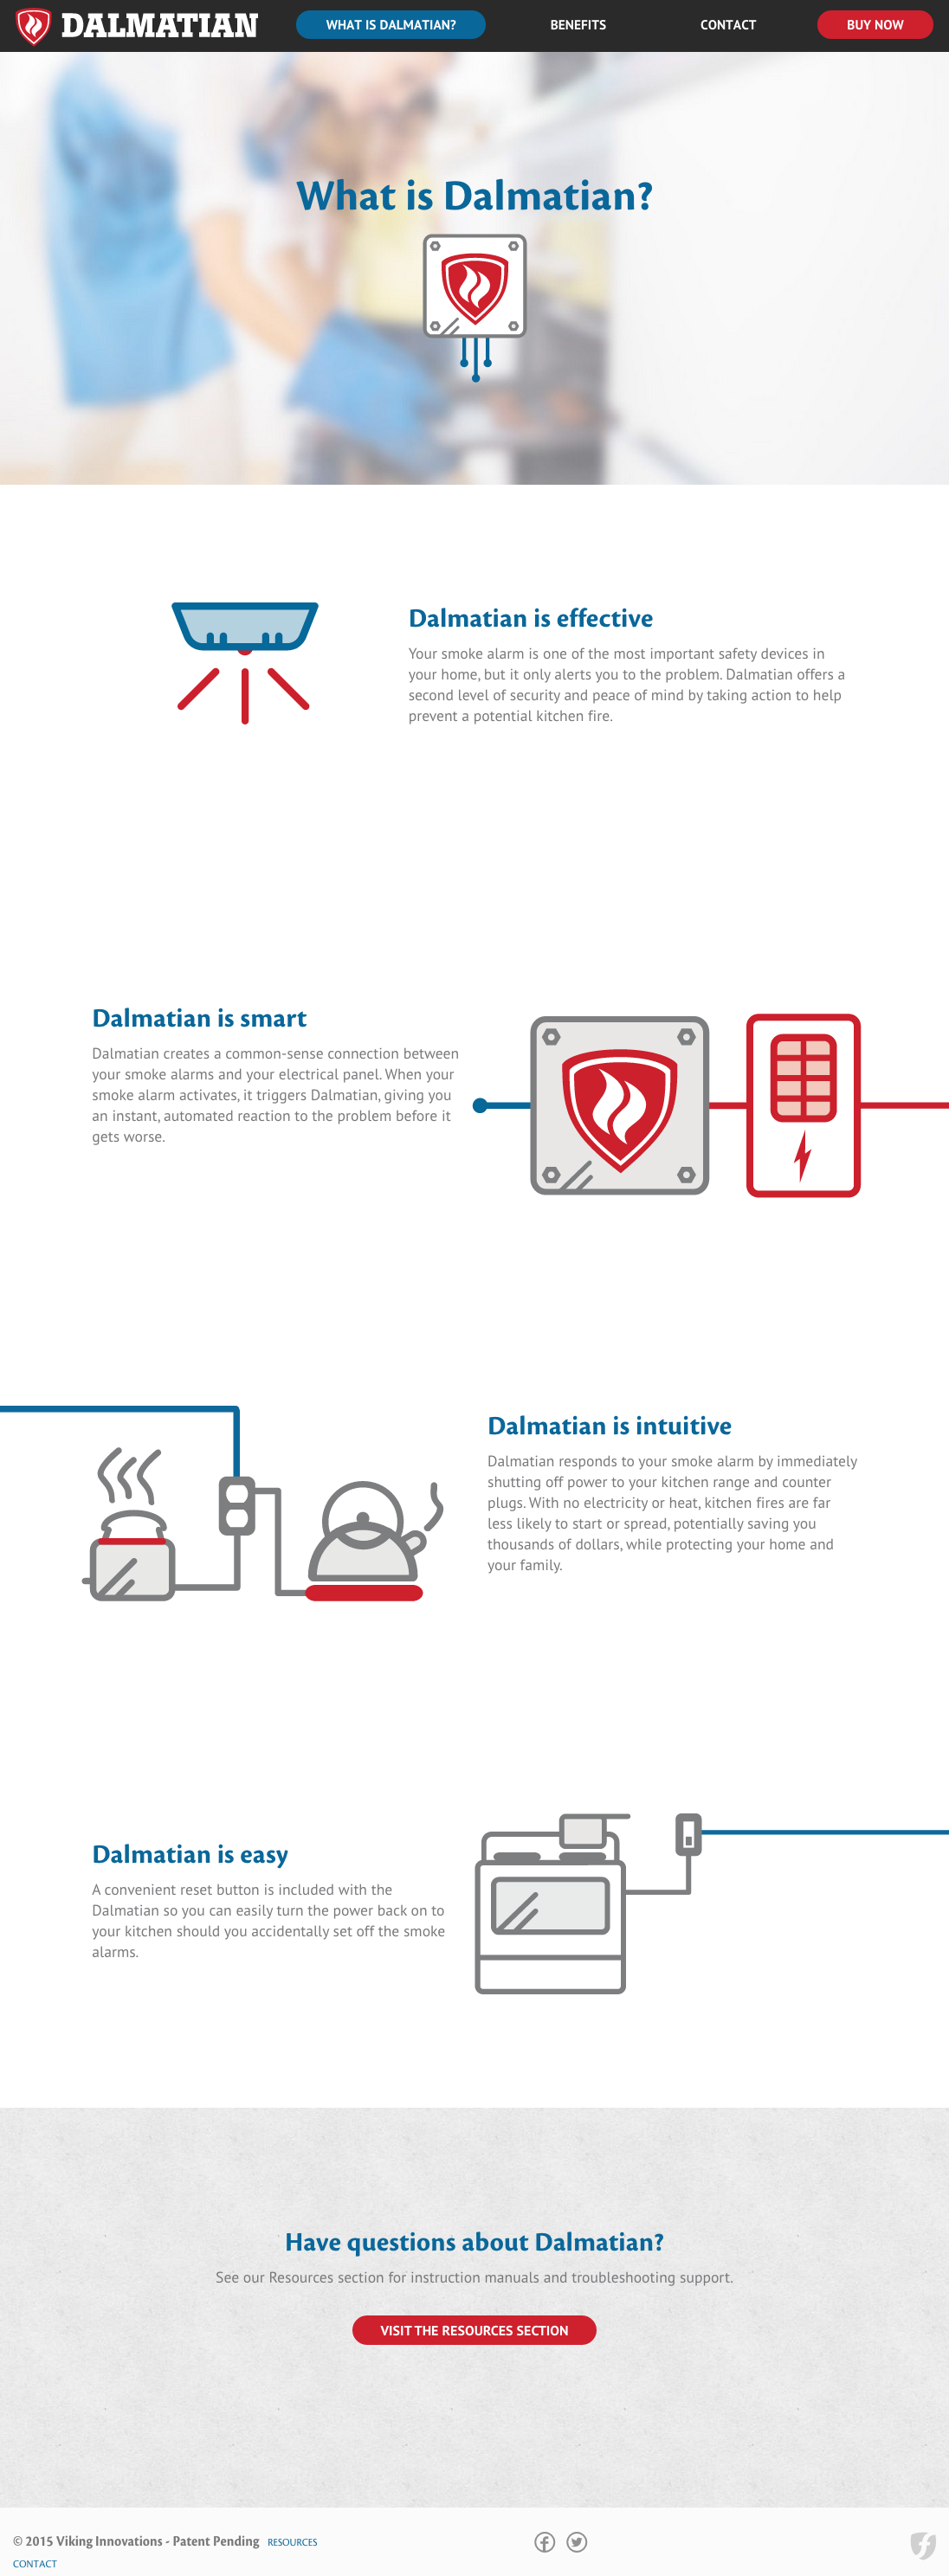 DALMATIAN
WHAT IS DALMATIAN?
BENEFITS
CONTACT
BUY NOW
What is Dalmatian?
Dalmatian is effective
Your smoke alarm is one of the most important safety devices in
your home, but it only alerts you to the problem. Dalmatian offers a
second level of security and peace of mind by taking action to help
prevent a potential kitchen fire.
Dalmatian is smart
Dalmatian creates a common-sense connection between
your smoke alarms and your electrical panel. When your
smoke alarm activates, it triggers Dalmatian, giving you
an instant, automated reaction to the problem before it
gets worse.
Dalmatian is intuitive
Dalmatian responds to your smoke alarm by immediately
shutting off power to your kitchen range and counter
plugs. With no electricity or heat, kitchen fires are far
less likely to start or spread, potentially saving you
thousands of dollars, while protecting your home and
your family.
Dalmatian is easy
A convenient reset button is included with the
Dalmatian so you can easily turn the power back on to
your kitchen should you accidentally set off the smoke
alarms.
Have questions about Dalmatian?
See our Resources section for instruction manuals and troubleshooting support.
VISIT THE RESOURCES SECTION
© 2015 Viking Innovations - Patent Pending RESOURCES
CONTACT